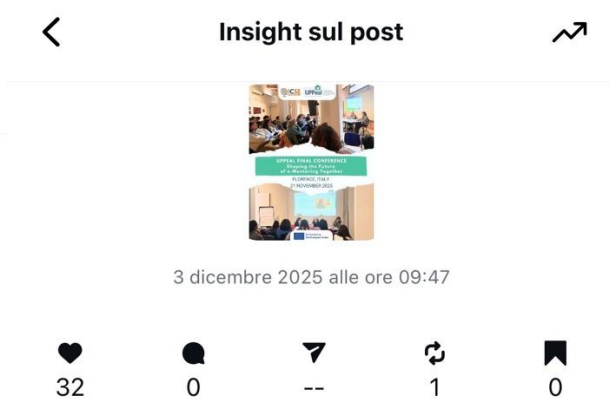 Insight sul post
UPPEAL FINAL CONFERENCE
Shaping the Future
of e-Mentoring Together
FLORENCE, ITALY
21 NOVEMBER 2025
3 dicembre 2025 alle ore 09:47
32 0 -- 1 0